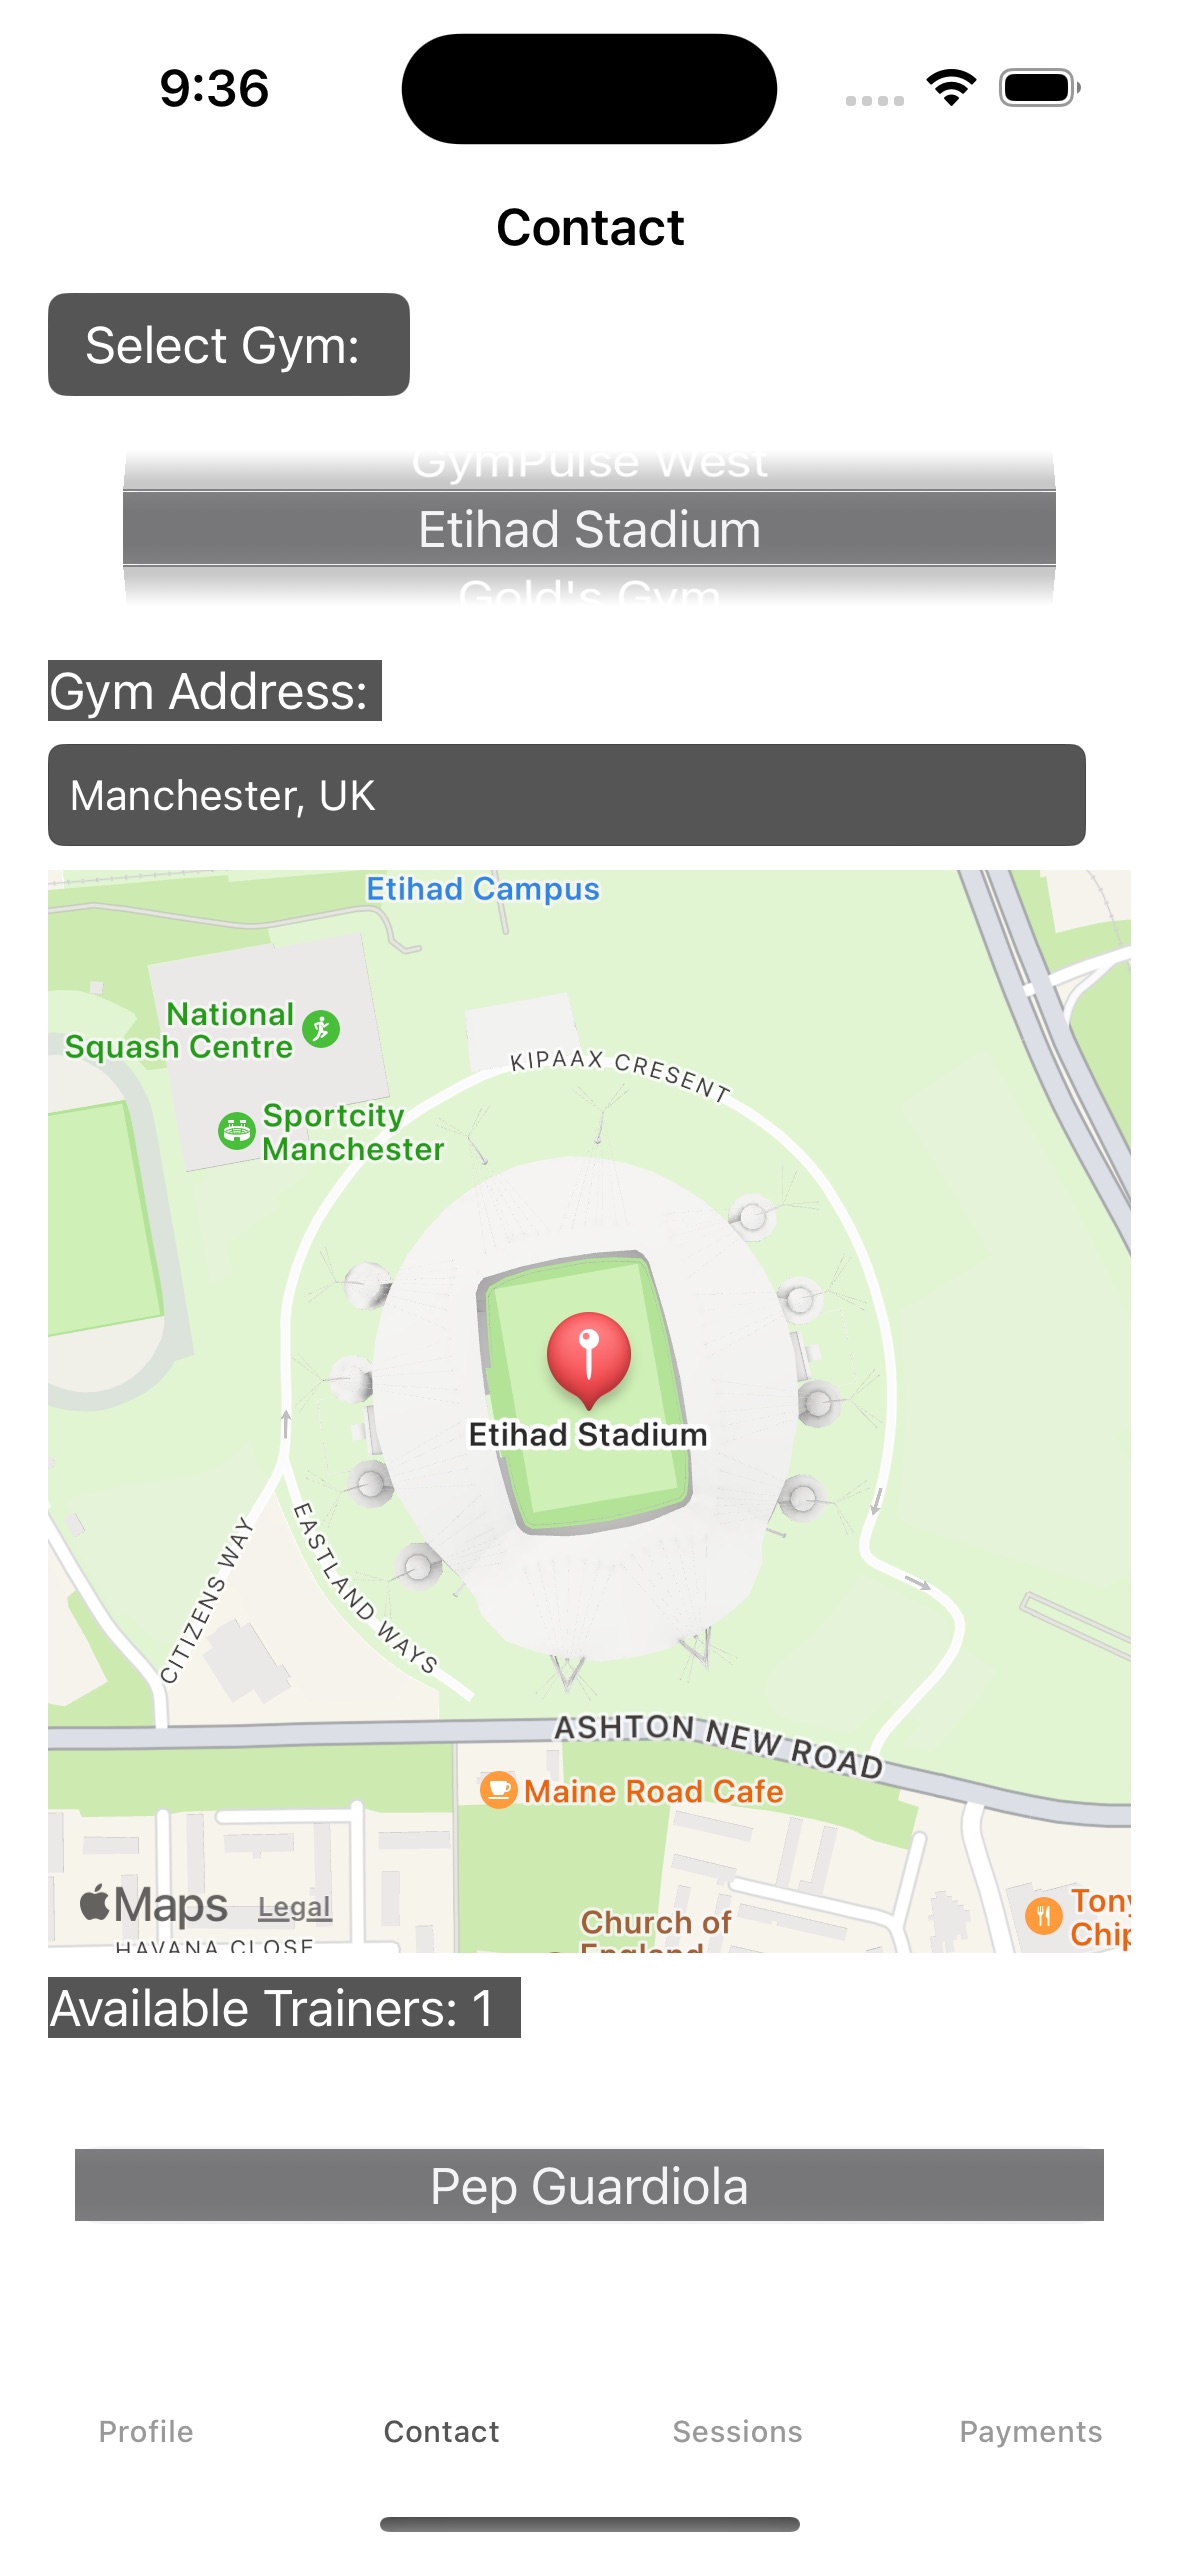 9:36
Contact
Select Gym:
GymPulse West
Etihad Stadium
Gold's Gym
Gym Address:
Manchester, UK
Etihad Campus
National
Squash Centre
KIPAAX CRESENT
Sportcity
Manchester
Etihad Stadium
CITIZENS WAY
EASTLAND WAYS
ASHTON NEW ROAD
Maine Road Cafe
Maps Legal
Church of
England
Tony
Chip
HAVANA CLOSE
Available Trainers: 1
Pep Guardiola
Profile
Contact
Sessions
Payments